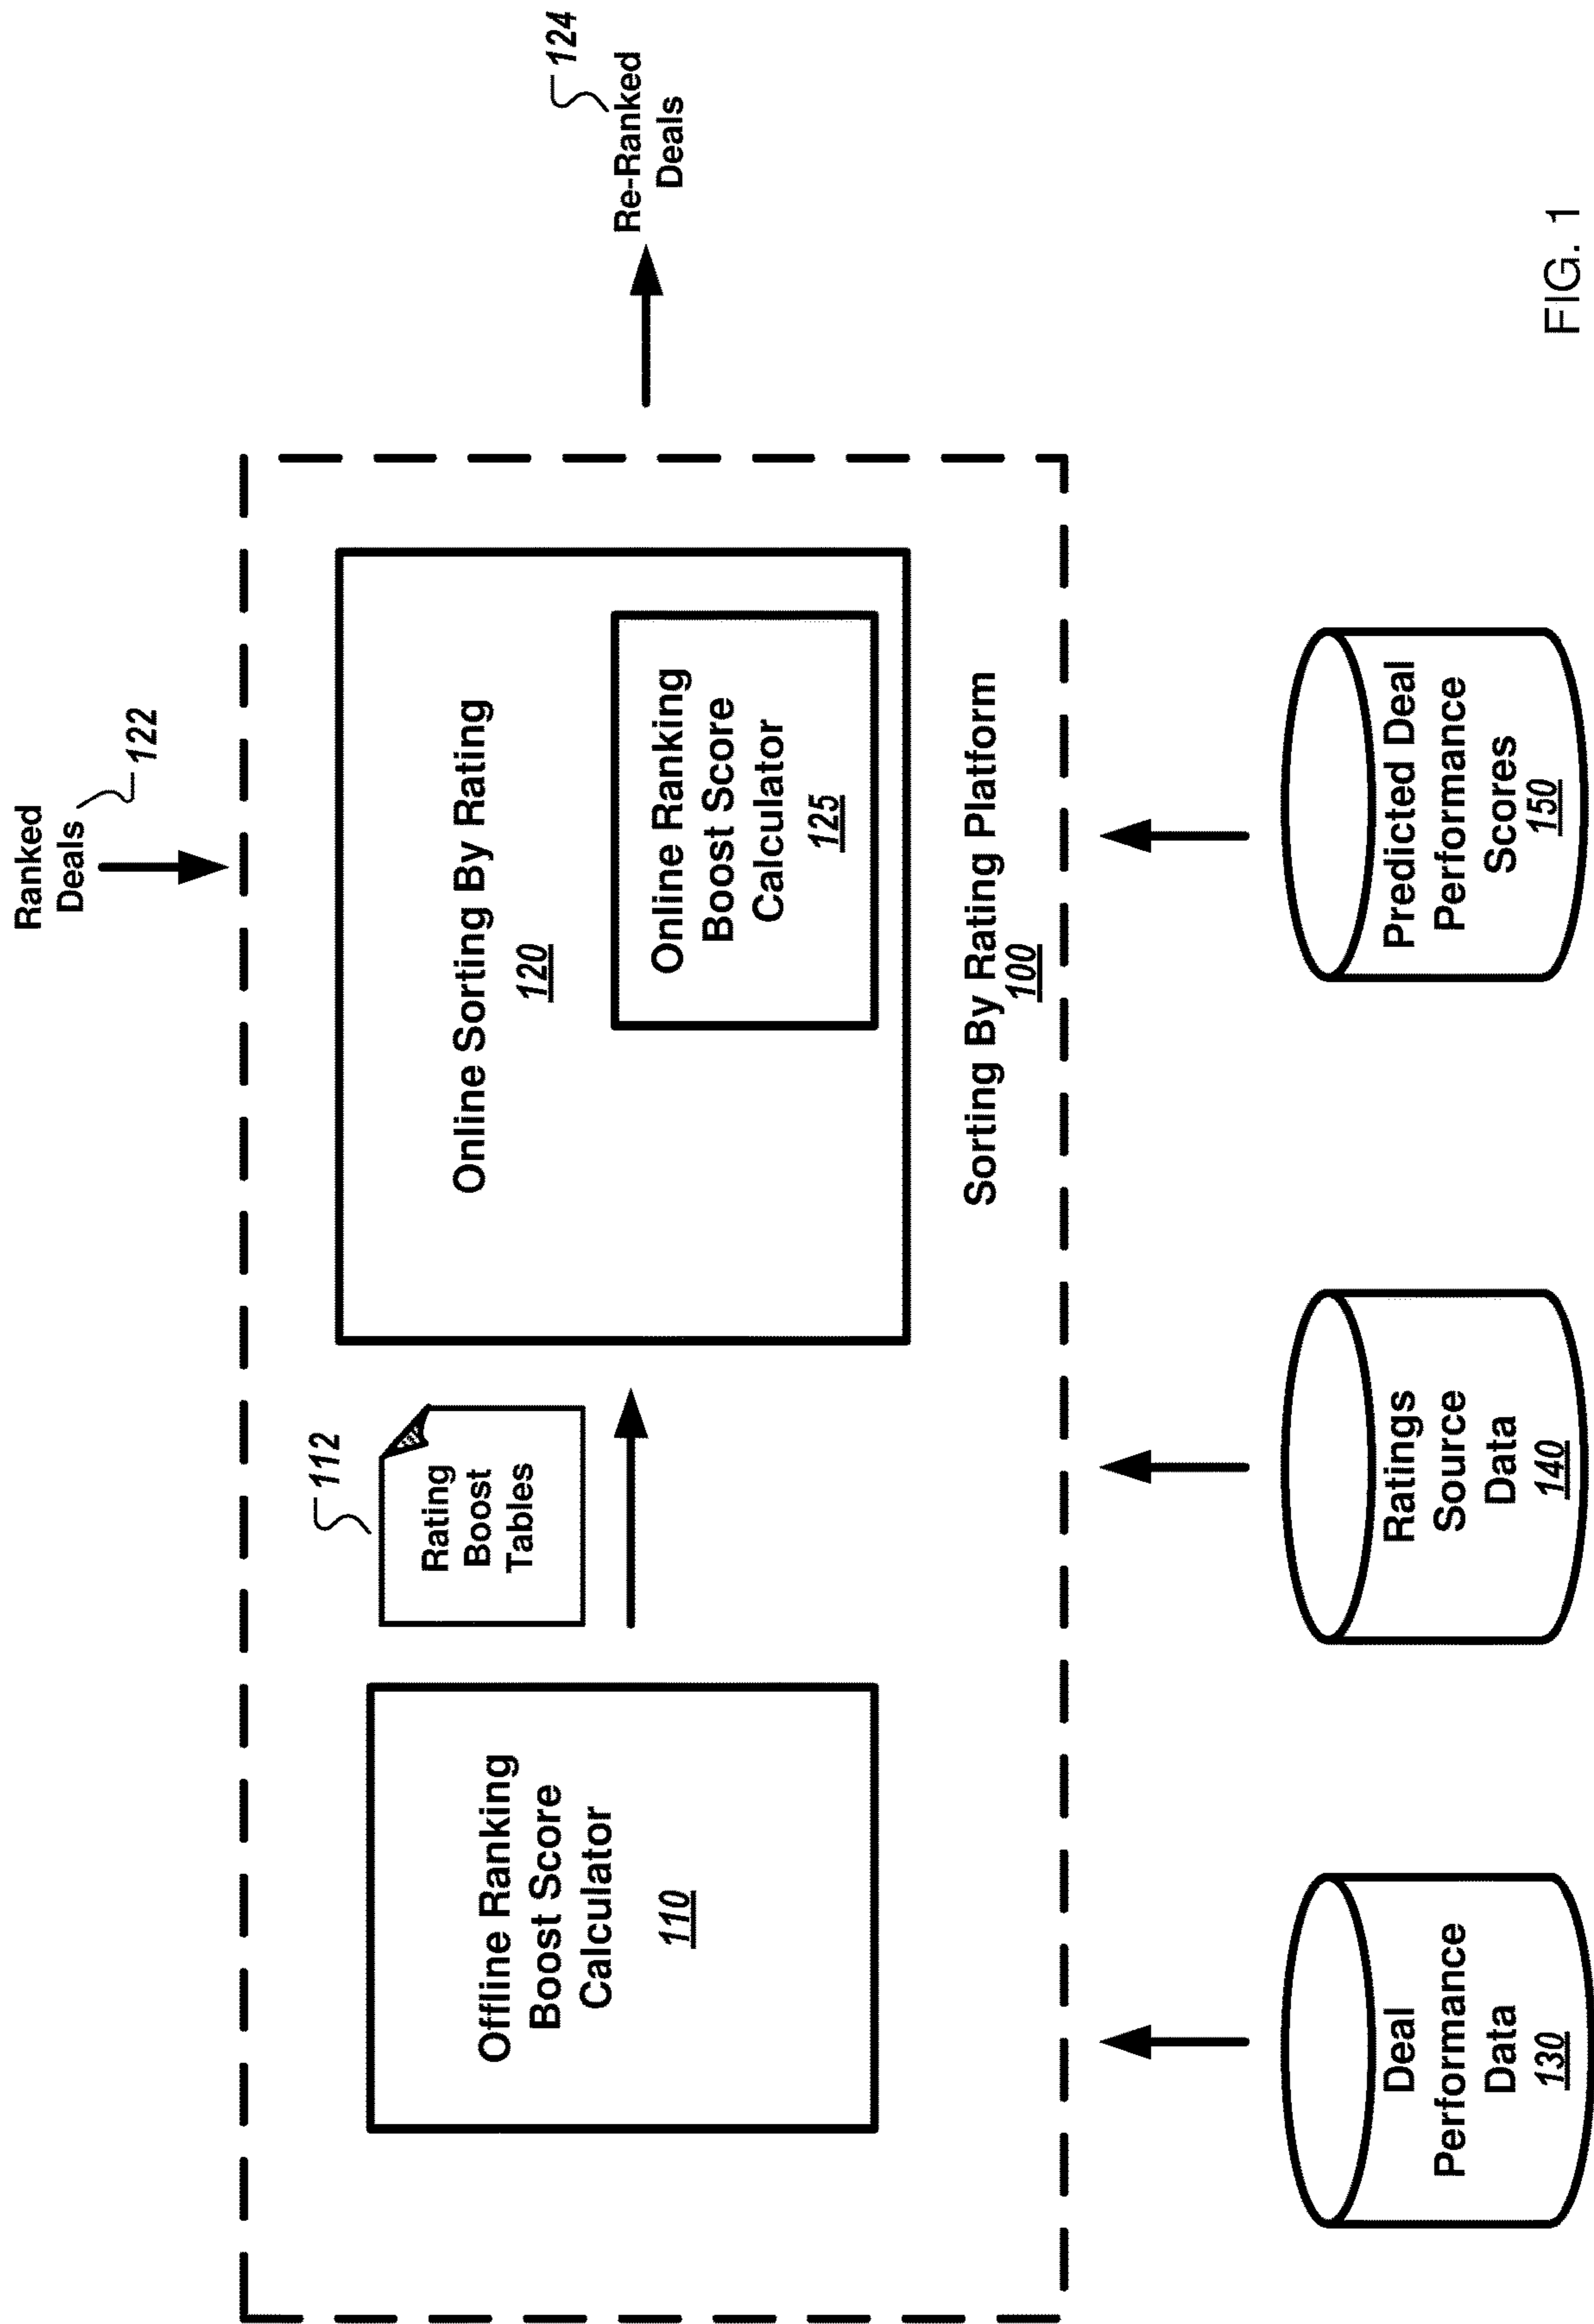 Ranked
Deals
122
Offline Ranking
Boost Score
Calculator
110
112
Rating
Boost
Tables
Online Sorting By Rating
120
Online Ranking
Boost Score
Calculator
125
Sorting By Rating Platform
100
124
Re-Ranked
Deals
Deal
Performance
Data
130
Ratings
Source
Data
140
Predicted Deal
Performance
Scores
150
FIG. 1